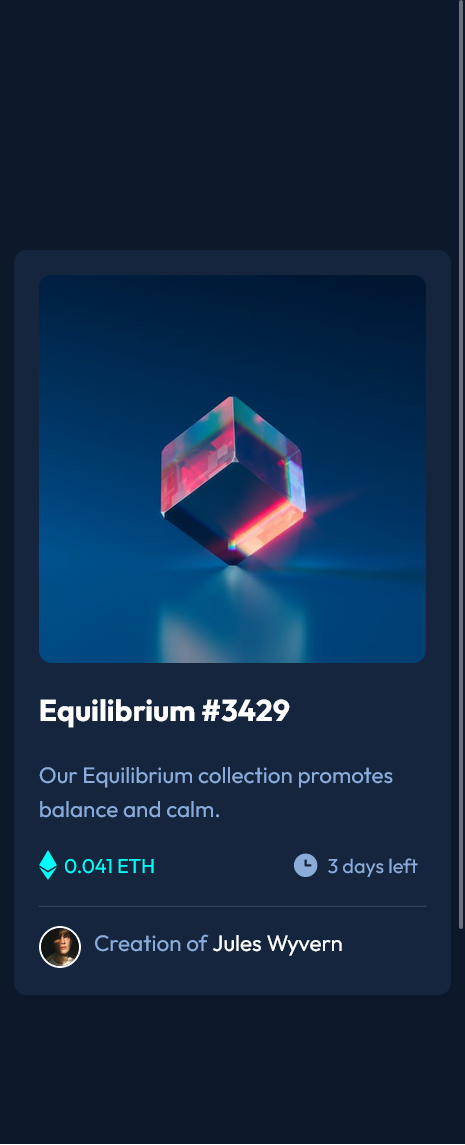 Equilibrium #3429
Our Equilibrium collection promotes
balance and calm.
0.041 ETH
3 days left
Creation of Jules Wyvern